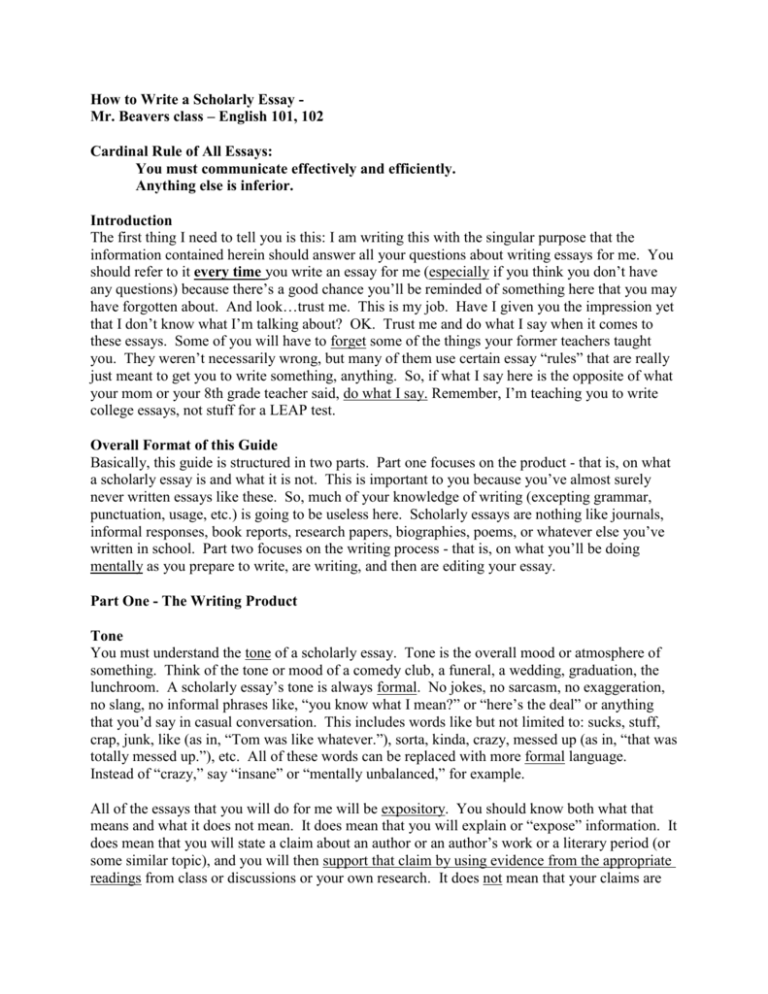 How to Write a Scholarly Essay -
Mr. Beavers class – English 101, 102
Cardinal Rule of All Essays:
You must communicate effectively and efficiently.
Anything else is inferior.
Introduction
The first thing I need to tell you is this: I am writing this with the singular purpose that the
information contained herein should answer all your questions about writing essays for me.  You
should refer to it every time you write an essay for me (especially if you think you don’t have
any questions) because there’s a good chance you’ll be reminded of something here that you may
have forgotten about.  And look…trust me.  This is my job.  Have I given you the impression yet
that I don’t know what I’m talking about?  OK.  Trust me and do what I say when it comes to
these essays.  Some of you will have to forget some of the things your former teachers taught
you.  They weren’t necessarily wrong, but many of them use certain essay “rules” that are really
just meant to get you to write something, anything.  So, if what I say here is the opposite of what
your mom or your 8th grade teacher said, do what I say. Remember, I’m teaching you to write
college essays, not stuff for a LEAP test.
Overall Format of this Guide
Basically, this guide is structured in two parts.  Part one focuses on the product - that is, on what
a scholarly essay is and what it is not.  This is important to you because you’ve almost surely
never written essays like these.  So, much of your knowledge of writing (excepting grammar,
punctuation, usage, etc.) is going to be useless here.  Scholarly essays are nothing like journals,
informal responses, book reports, research papers, biographies, poems, or whatever else you’ve
written in school.  Part two focuses on the writing process - that is, on what you’ll be doing
mentally as you prepare to write, are writing, and then are editing your essay.
Part One - The Writing Product
Tone
You must understand the tone of a scholarly essay.  Tone is the overall mood or atmosphere of
something.  Think of the tone or mood of a comedy club, a funeral, a wedding, graduation, the
lunchroom.  A scholarly essay’s tone is always formal.  No jokes, no sarcasm, no exaggeration,
no slang, no informal phrases like, “you know what I mean?” or “here’s the deal” or anything
that you’d say in casual conversation.  This includes words like but not limited to: sucks, stuff,
crap, junk, like (as in, “Tom was like whatever.”), sorta, kinda, crazy, messed up (as in, “that was
totally messed up.”), etc.  All of these words can be replaced with more formal language.
Instead of “crazy,” say “insane” or “mentally unbalanced,” for example.
All of the essays that you will do for me will be expository.  You should know both what that
means and what it does not mean.  It does mean that you will explain or “expose” information.  It
does mean that you will state a claim about an author or an author’s work or a literary period (or
some similar topic), and you will then support that claim by using evidence from the appropriate
readings from class or discussions or your own research.  It does not mean that your claims are